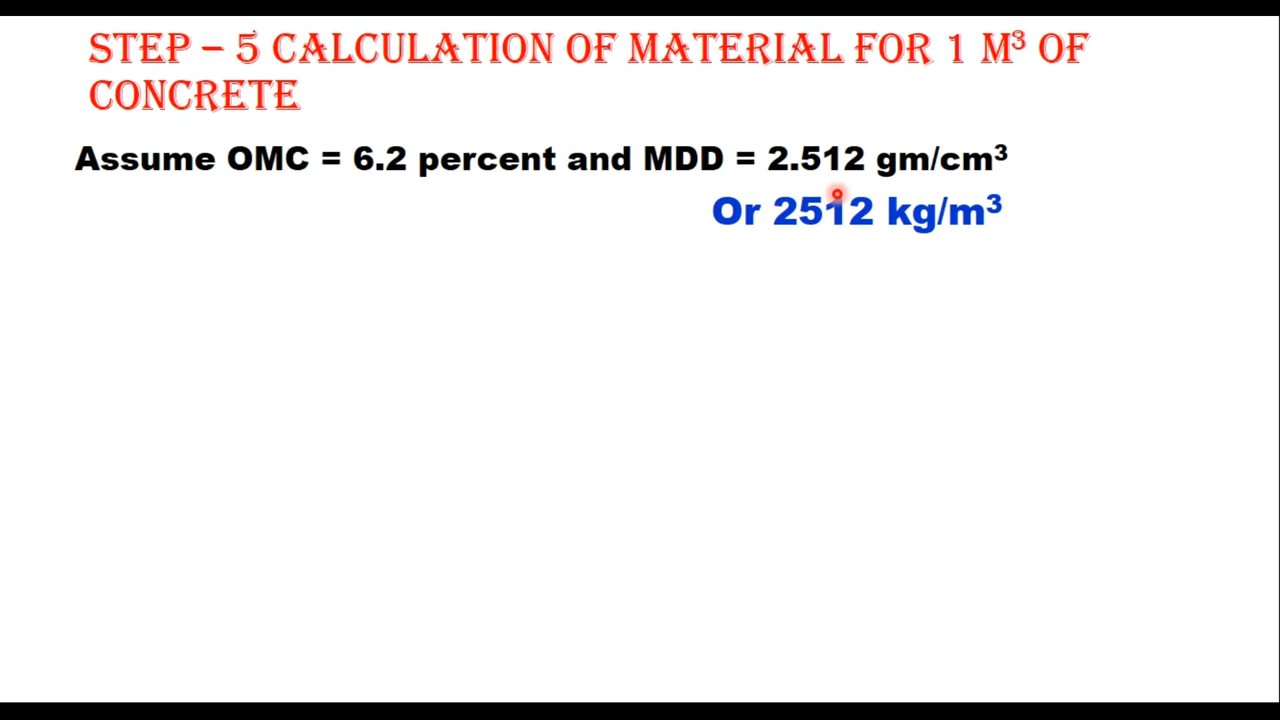 STEP – 5 CALCULATION OF MATERIAL FOR 1 M³ OF
CONCRETE
Assume OMC = 6.2 percent and MDD = 2.512 gm/cm³
Or 2512 kg/m³